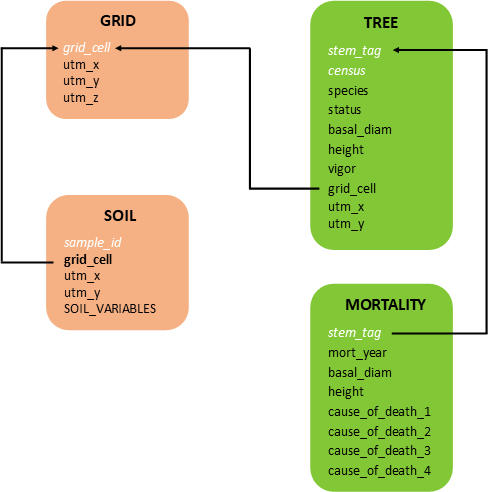 GRID
grid_cell
utm_x
utm_y
utm_z
SOIL
sample_id
grid_cell
utm_x
utm_y
SOIL_VARIABLES
TREE
stem_tag
census
species
status
basal_diam
height
vigor
grid_cell
utm_x
utm_y
MORTALITY
stem_tag
mort_year
basal_diam
height
cause_of_death_1
cause_of_death_2
cause_of_death_3
cause_of_death_4